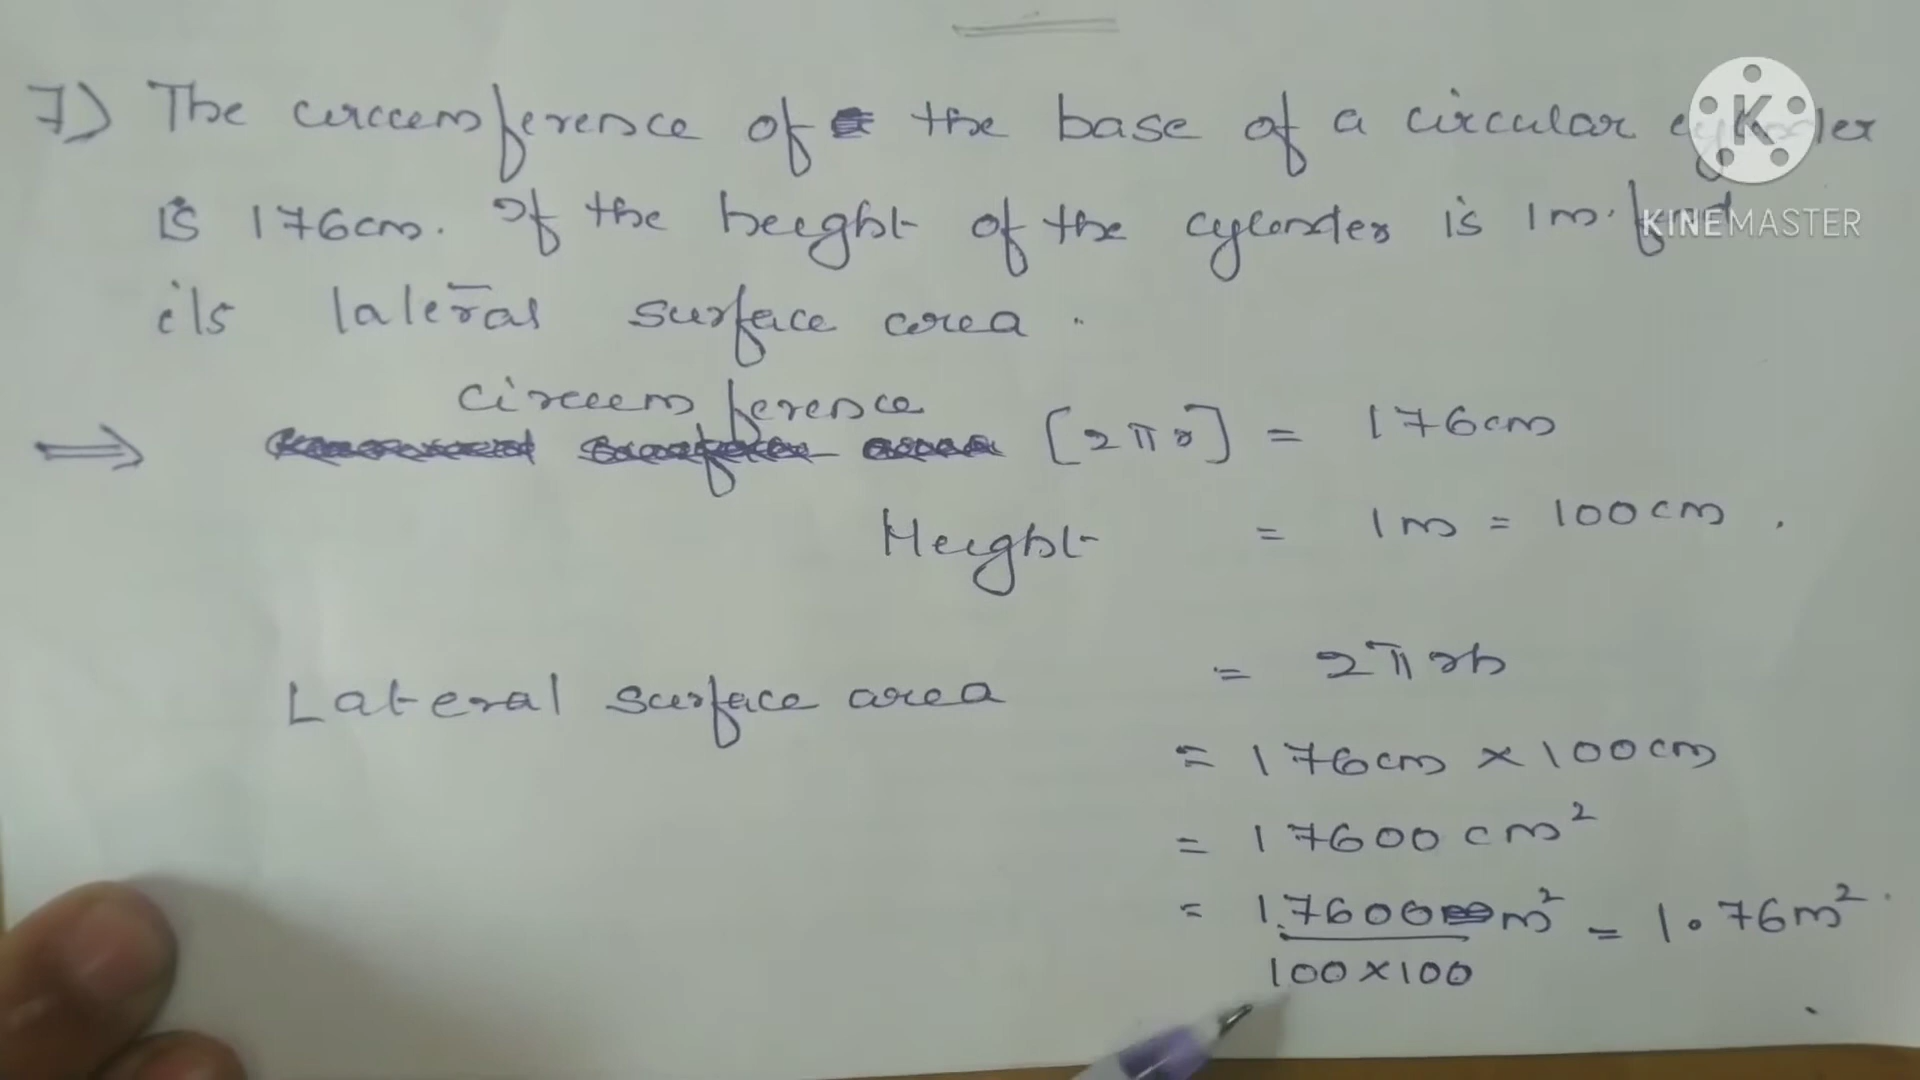 7) The circumference of the base of a circular cylinder
is 176cm. If the height of the cylinder is 1m. find
its lateral surface area.
circumference
⇒ [2πr] = 176cm
Height = 1m = 100cm.
Lateral surface area = 2πrh
= 176cm × 100cm
= 17600 cm²
= 17600 m² = 1.76m².
100×100
K
KINEMASTER